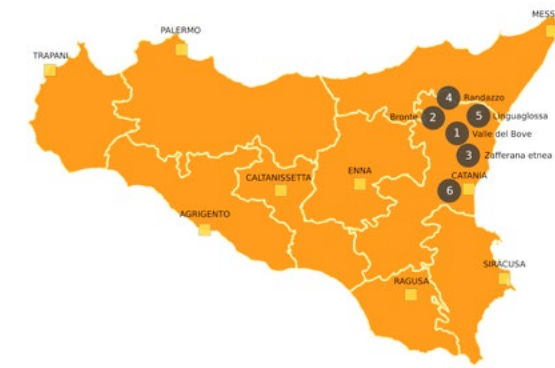 MESS
PALERMO
TRAPANI
4 Randazzo
Bronte 2
5 Linguaglossa
1 Valle del Bove
3 Zafferana etnea
ENNA
CALTANISSETTA
CATANIA
6
AGRIGENTO
SIRACUSA
RAGUSA